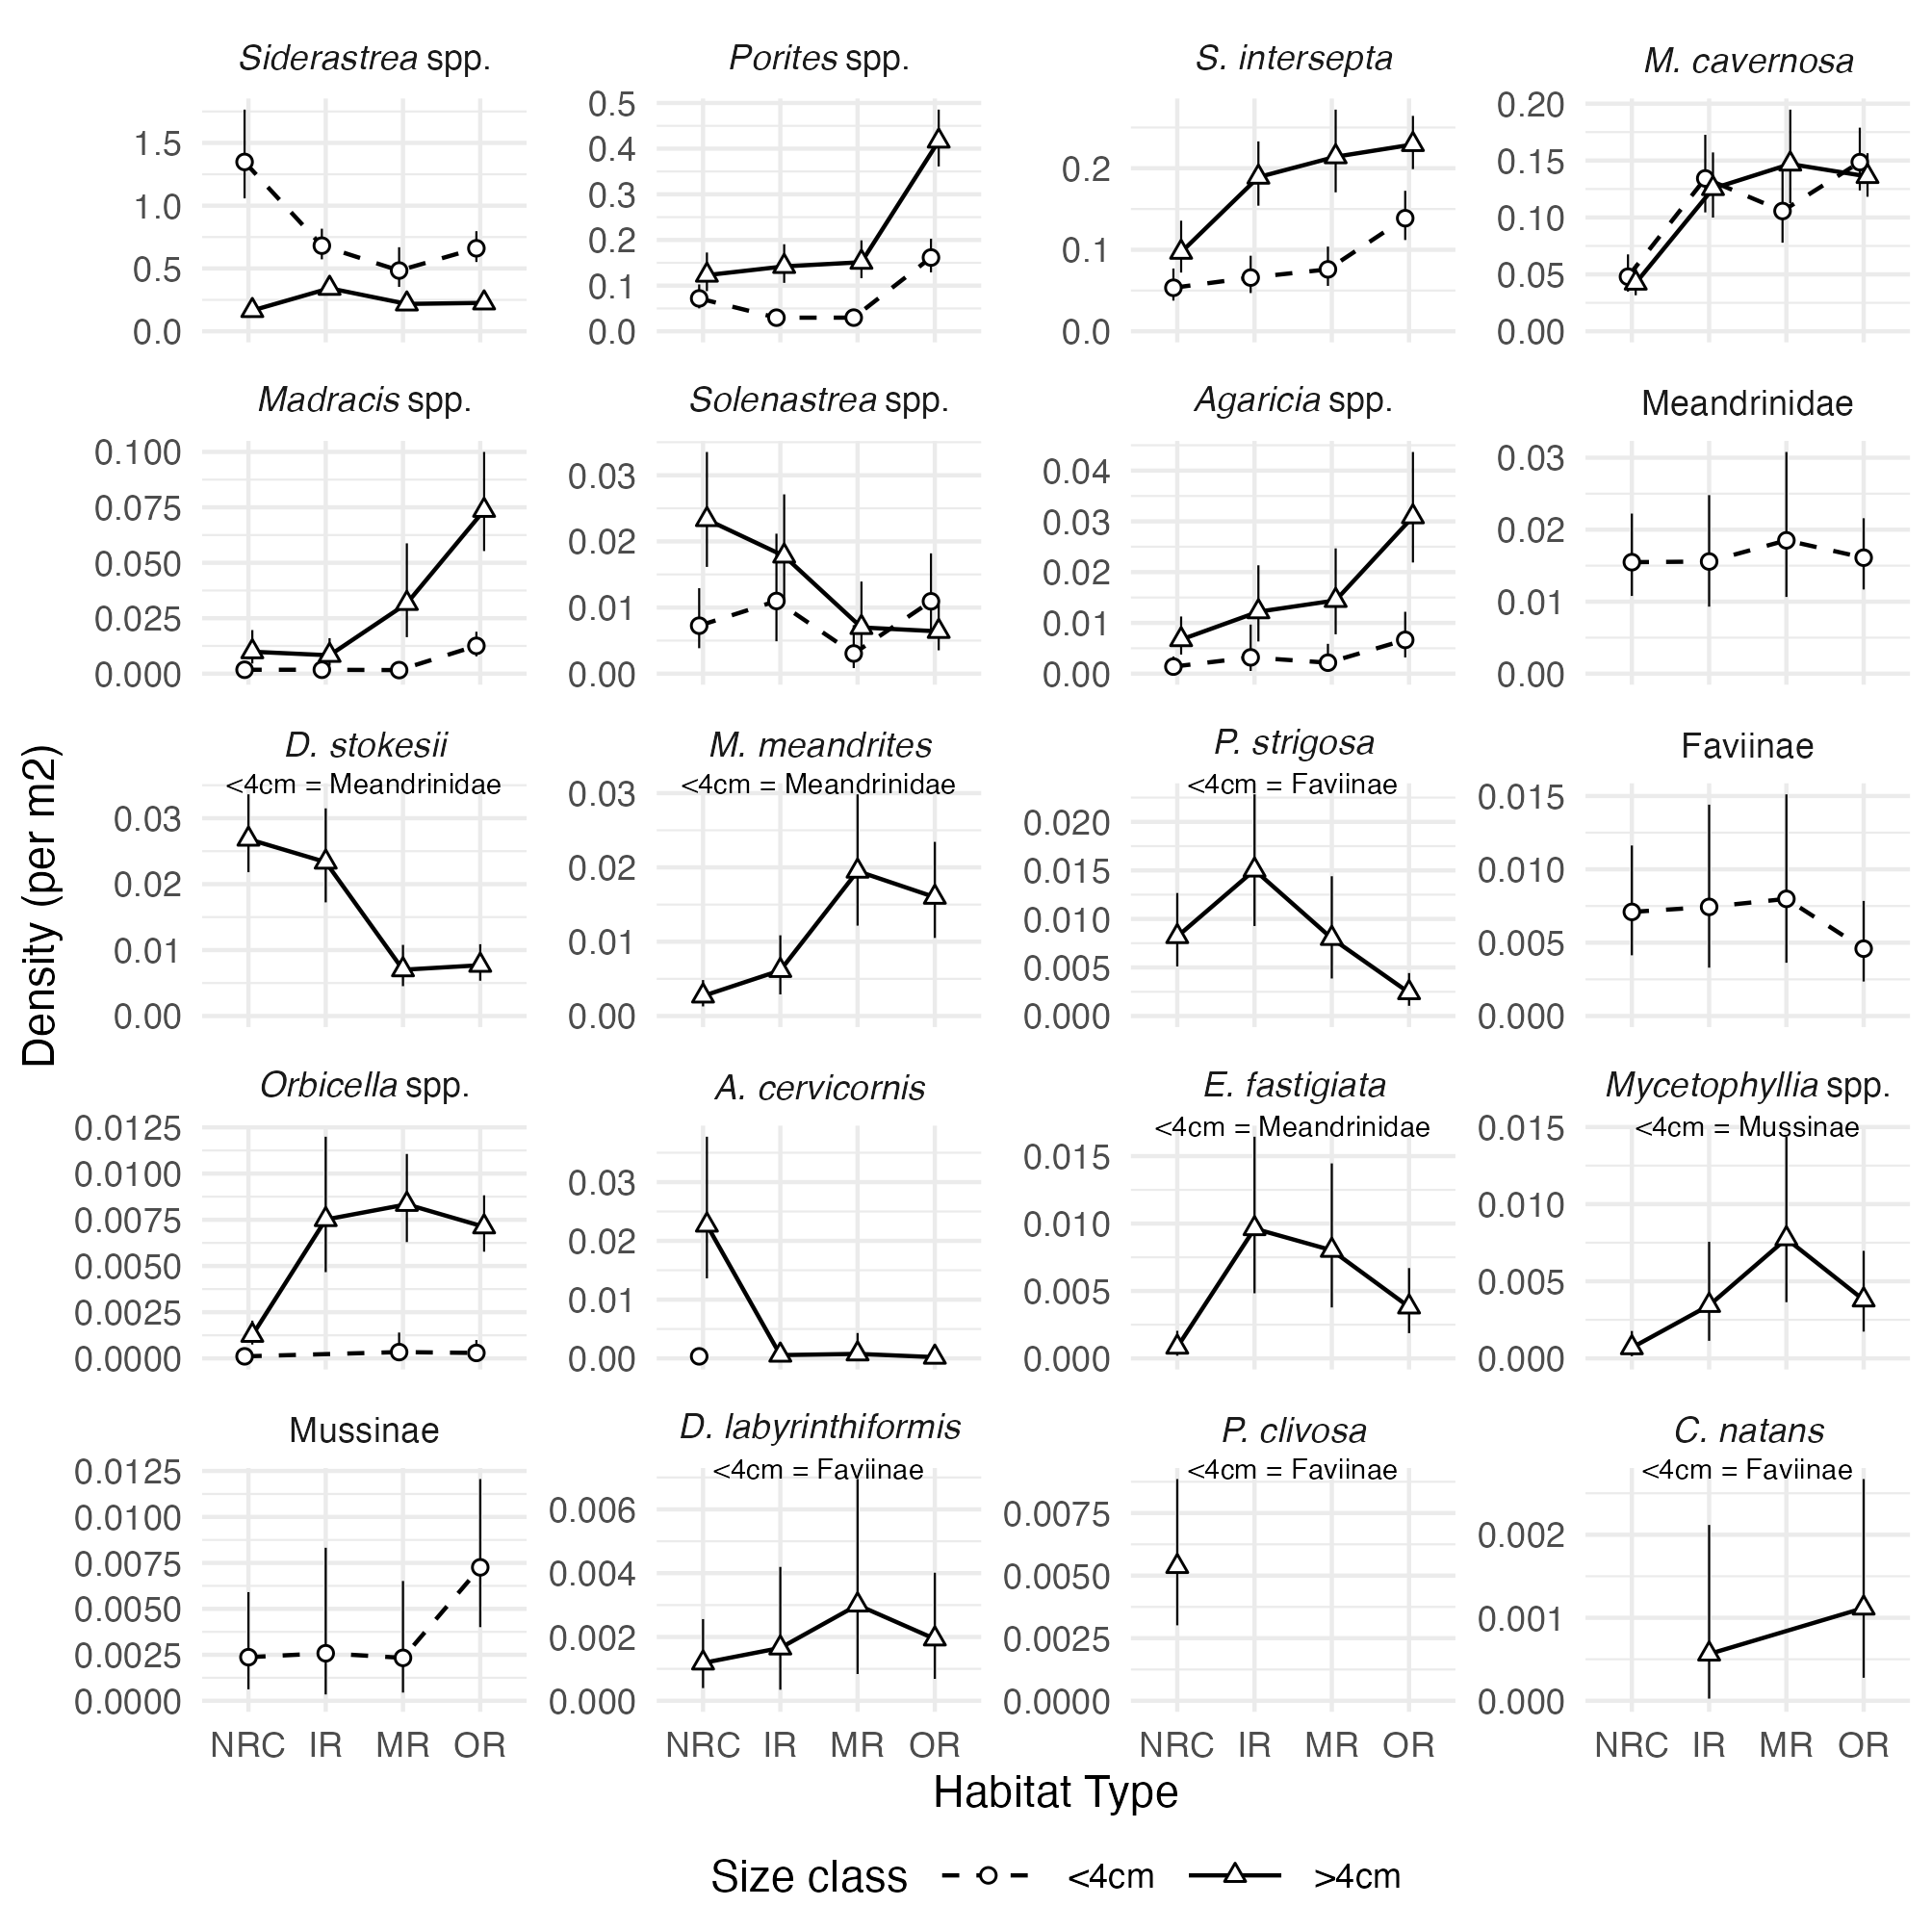 Siderastrea spp.
Porites spp.
S. intersepta
M. cavernosa
1.5
1.0
0.5
0.0
0.5
0.4
0.3
0.2
0.1
0.0
0.2
0.1
0.0
0.20
0.15
0.10
0.05
0.00
Madracis spp.
Solenastrea spp.
Agaricia spp.
Meandrinidae
0.100
0.075
0.050
0.025
0.000
0.03
0.02
0.01
0.00
0.04
0.03
0.02
0.01
0.00
0.03
0.02
0.01
0.00
Density (per m2)
D. stokesii
<4cm = Meandrinidae
M. meandrites
<4cm = Meandrinidae
P. strigosa
<4cm = Faviinae
Faviinae
0.03
0.02
0.01
0.00
0.03
0.02
0.01
0.00
0.020
0.015
0.010
0.005
0.000
0.015
0.010
0.005
0.000
Orbicella spp.
A. cervicornis
E. fastigiata
<4cm = Meandrinidae
Mycetophyllia spp.
<4cm = Mussinae
0.0125
0.0100
0.0075
0.0050
0.0025
0.0000
0.03
0.02
0.01
0.00
0.015
0.010
0.005
0.000
0.015
0.010
0.005
0.000
Mussinae
D. labyrinthiformis
<4cm = Faviinae
P. clivosa
<4cm = Faviinae
C. natans
<4cm = Faviinae
0.0125
0.0100
0.0075
0.0050
0.0025
0.0000
0.006
0.004
0.002
0.000
0.0075
0.0050
0.0025
0.0000
0.002
0.001
0.000
NRC IR MR OR
NRC IR MR OR
NRC IR MR OR
NRC IR MR OR
Habitat Type
Size class <4cm >4cm